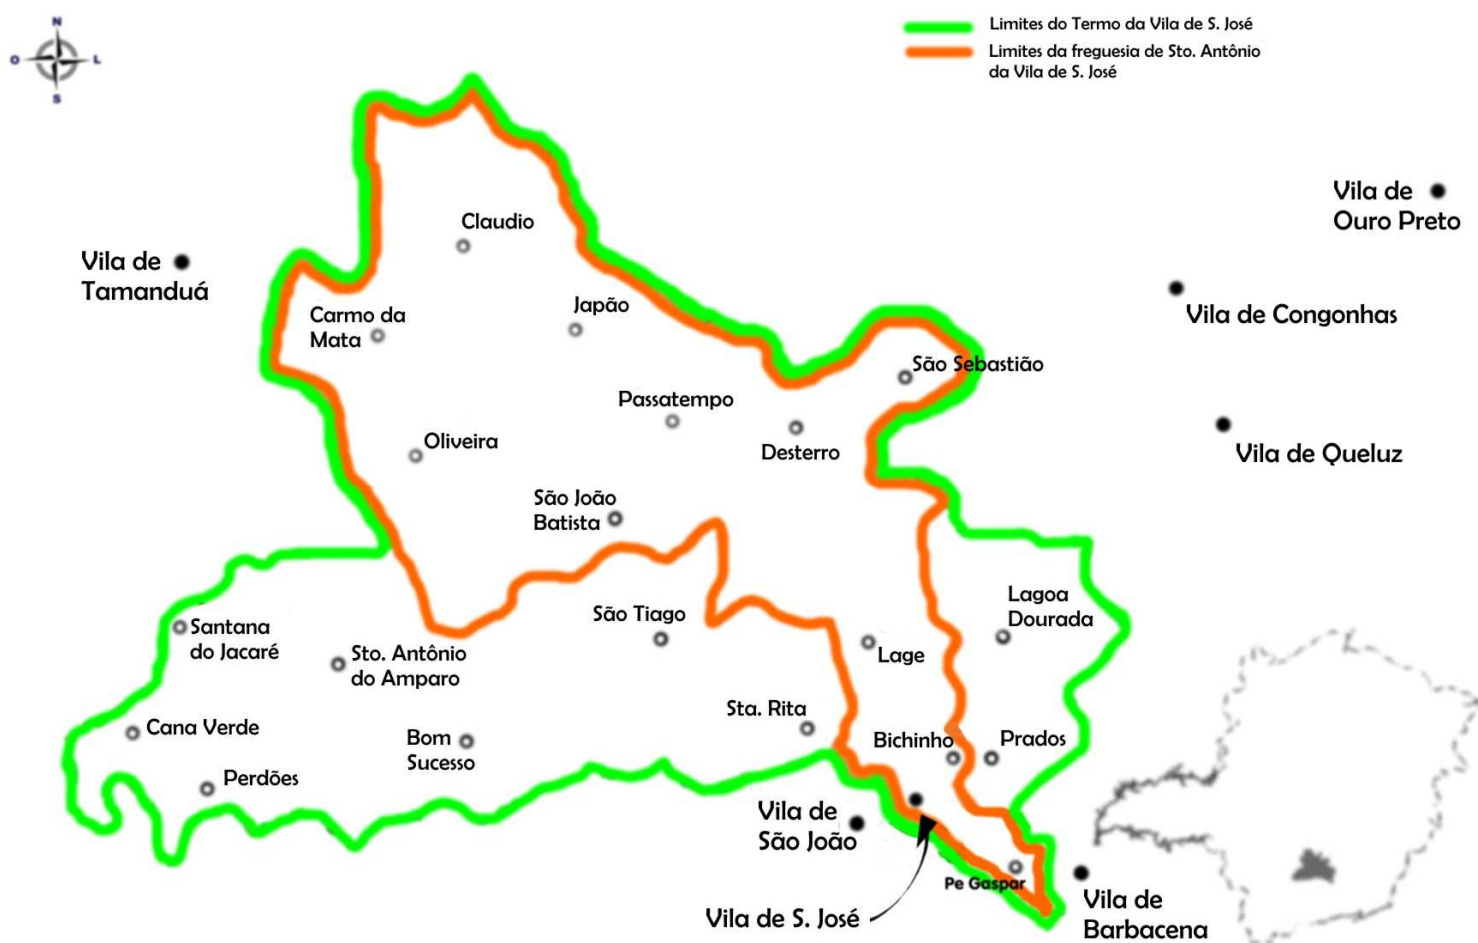 N
O
L
S
Limites do Termo da Vila de S. José
Limites da freguesia de Sto. Antônio
da Vila de S. José
Vila de
Ouro Preto
Claudio
Vila de
Tamanduá
Vila de Congonhas
Japão
Carmo da
Mata
São Sebastião
Passatempo
Oliveira
Desterro
Vila de Queluz
São João
Batista
Lagoa
Dourada
São Tiago
Santana
do Jacaré
Lage
Sto. Antônio
do Amparo
Sta. Rita
Cana Verde
Bom
Sucesso
Bichinho
Prados
Perdões
Vila de
São João
Pe Gaspar
Vila de
Barbacena
Vila de S. José